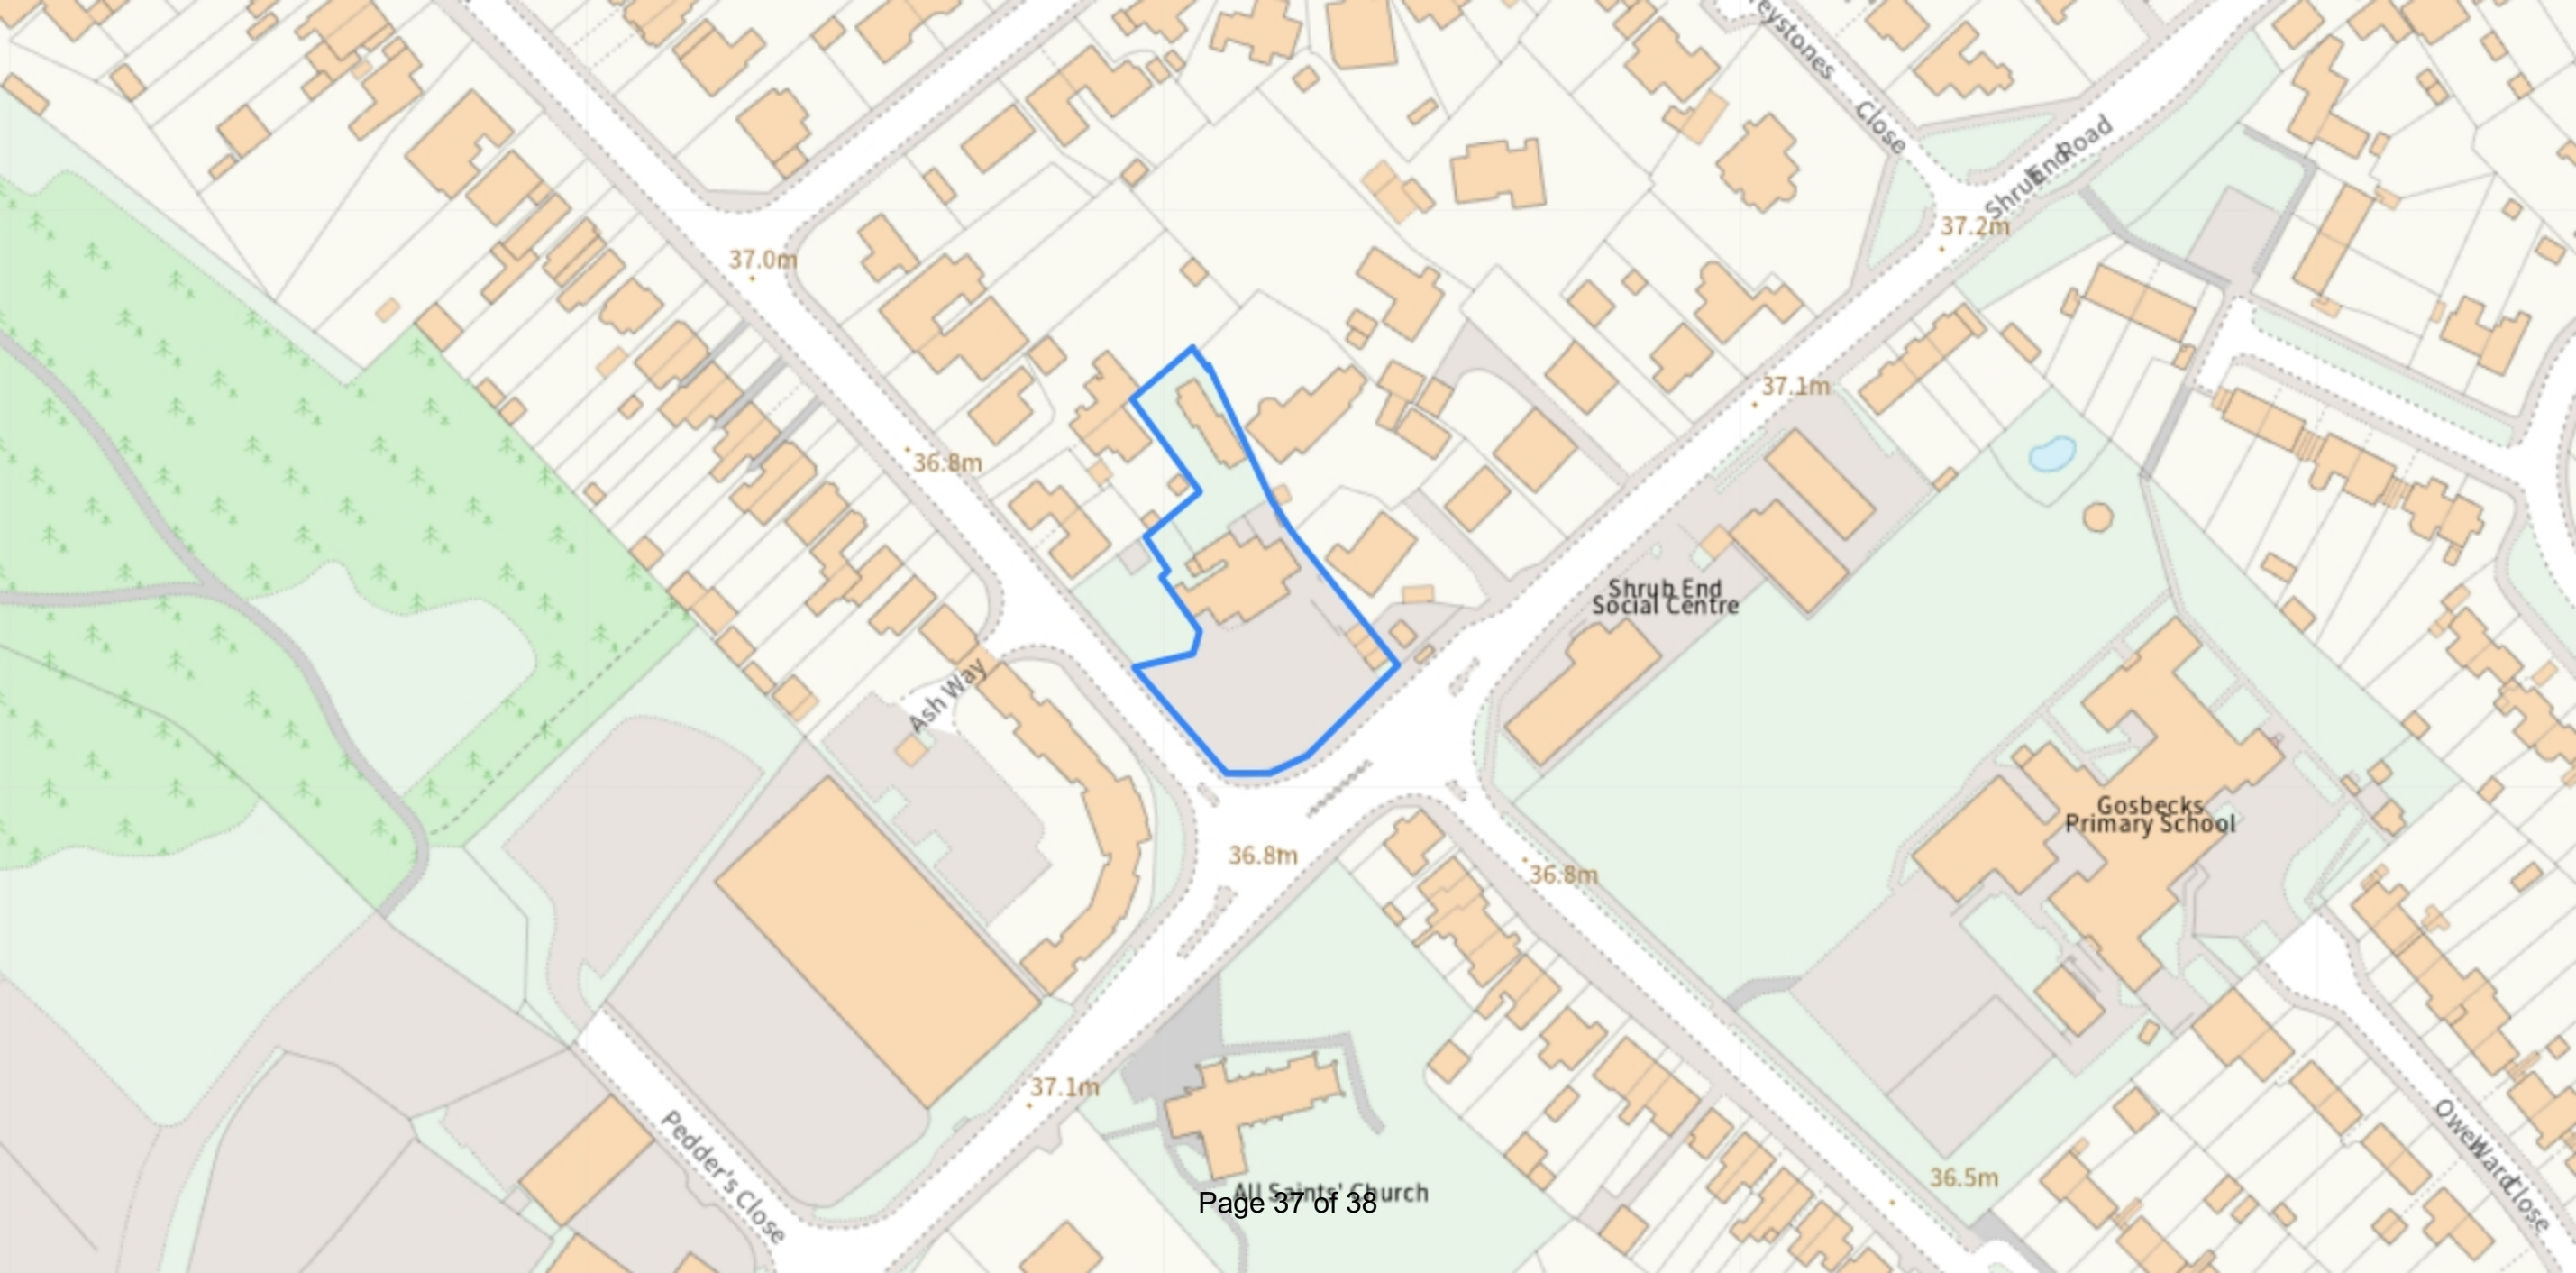 eystones
Close
Shrub End Road
37.2m
37.0m
37.1m
36.8m
Shrub End
Social Centre
Ash Way
Gosbecks
Primary School
36.8m
36.8m
37.1m
Pedder's Close
Owen Ward Close
36.5m
All Saints' Church
Page 37 of 38